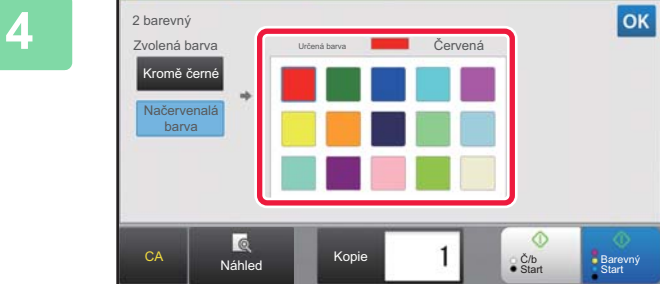 4
2 barevný
OK
Zvolená barva
Určená barva
Červená
Kromě černé
Načervenalá
barva
CA
Náhled
Kopie
1
Č/b
Start
Barevný
Start